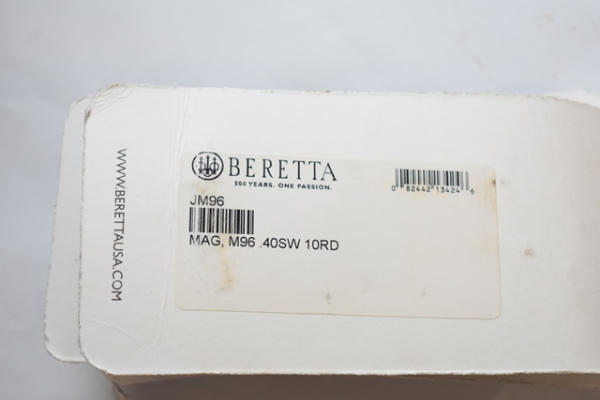 WWW.BERETTAUSA.COM
BERETTA
500 YEARS. ONE PASSION.
0 82442 13424 6
JM96
MAG, M96 .40SW 10RD